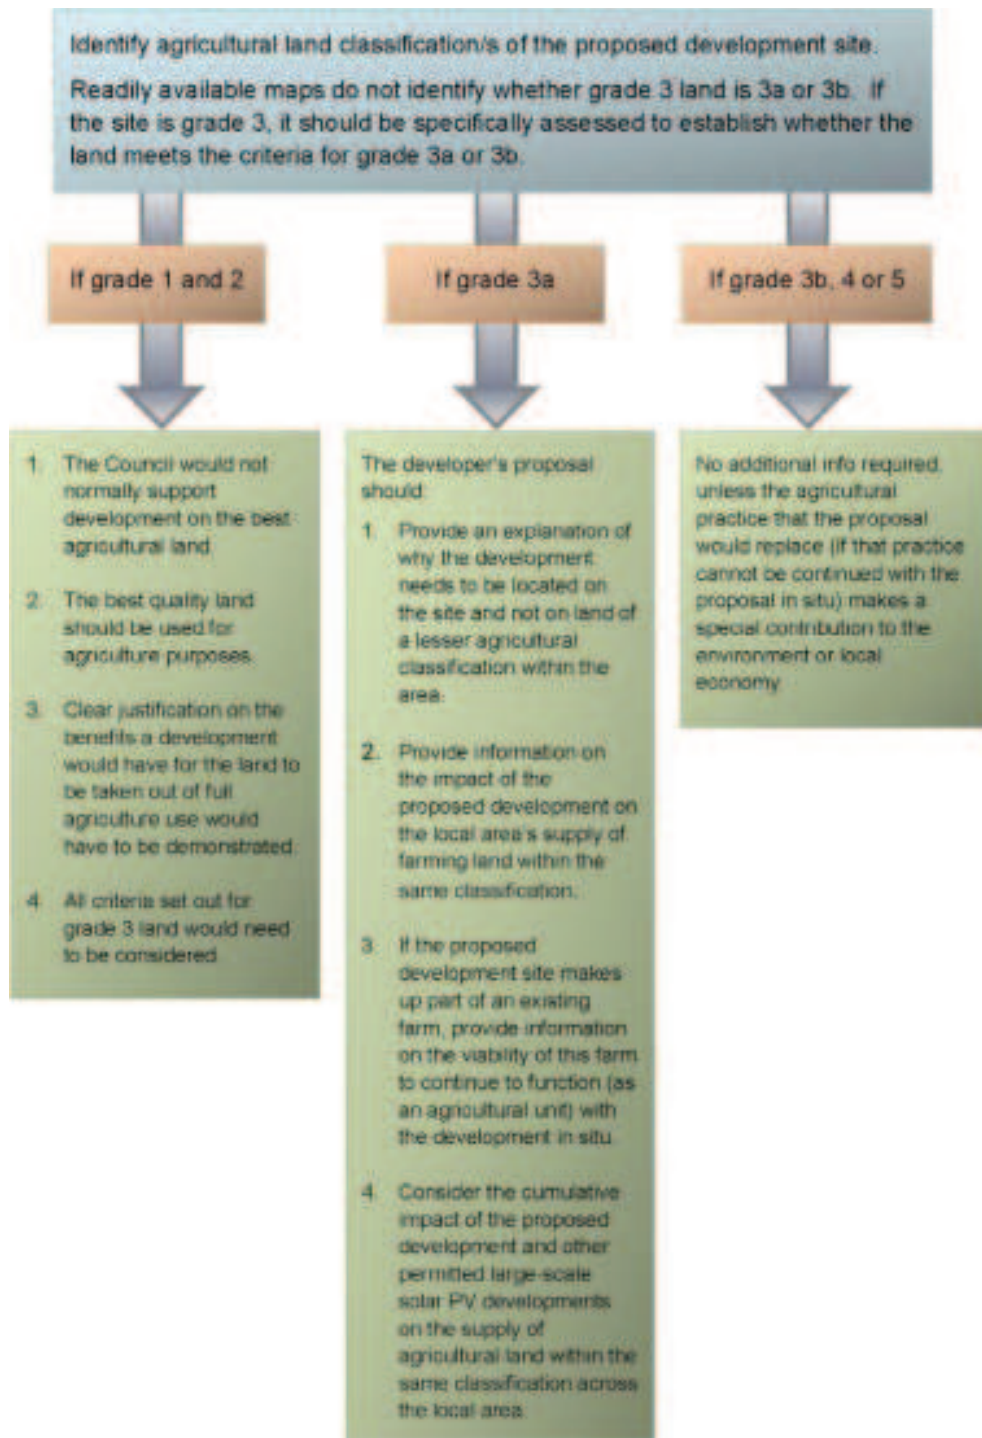 Identify agricultural land classification/s of the proposed development site.
Readily available maps do not identify whether grade 3 land is 3a or 3b. If
the site is grade 3, it should be specifically assessed to establish whether the
land meets the criteria for grade 3a or 3b.
If grade 1 and 2
If grade 3a
If grade 3b, 4 or 5
1. The Council would not
normally support
development on the best
agricultural land
2. The best quality land
should be used for
agriculture purposes.
3. Clear justification on the
benefits a development
would have for the land to
be taken out of full
agriculture use would
have to be demonstrated.
4. All criteria set out for
grade 3 land would need
to be considered
The developer's proposal
should:
1. Provide an explanation of
why the development
needs to be located on
the site and not on land of
a lesser agricultural
classification within the
area.
2. Provide information on
the impact of the
proposed development on
the local area's supply of
farming land within the
same classification.
3. If the proposed
development site makes
up part of an existing
farm, provide information
on the viability of this farm
to continue to function (as
an agricultural unit) with
the development in situ.
4. Consider the cumulative
impact of the proposed
development and other
permitted large-scale
solar PV developments
on the supply of
agricultural land within the
same classification across
the local area.
No additional info required,
unless the agricultural
practice that the proposal
would replace (if that practice
cannot be continued with the
proposal in situ) makes a
special contribution to the
environment or local
economy